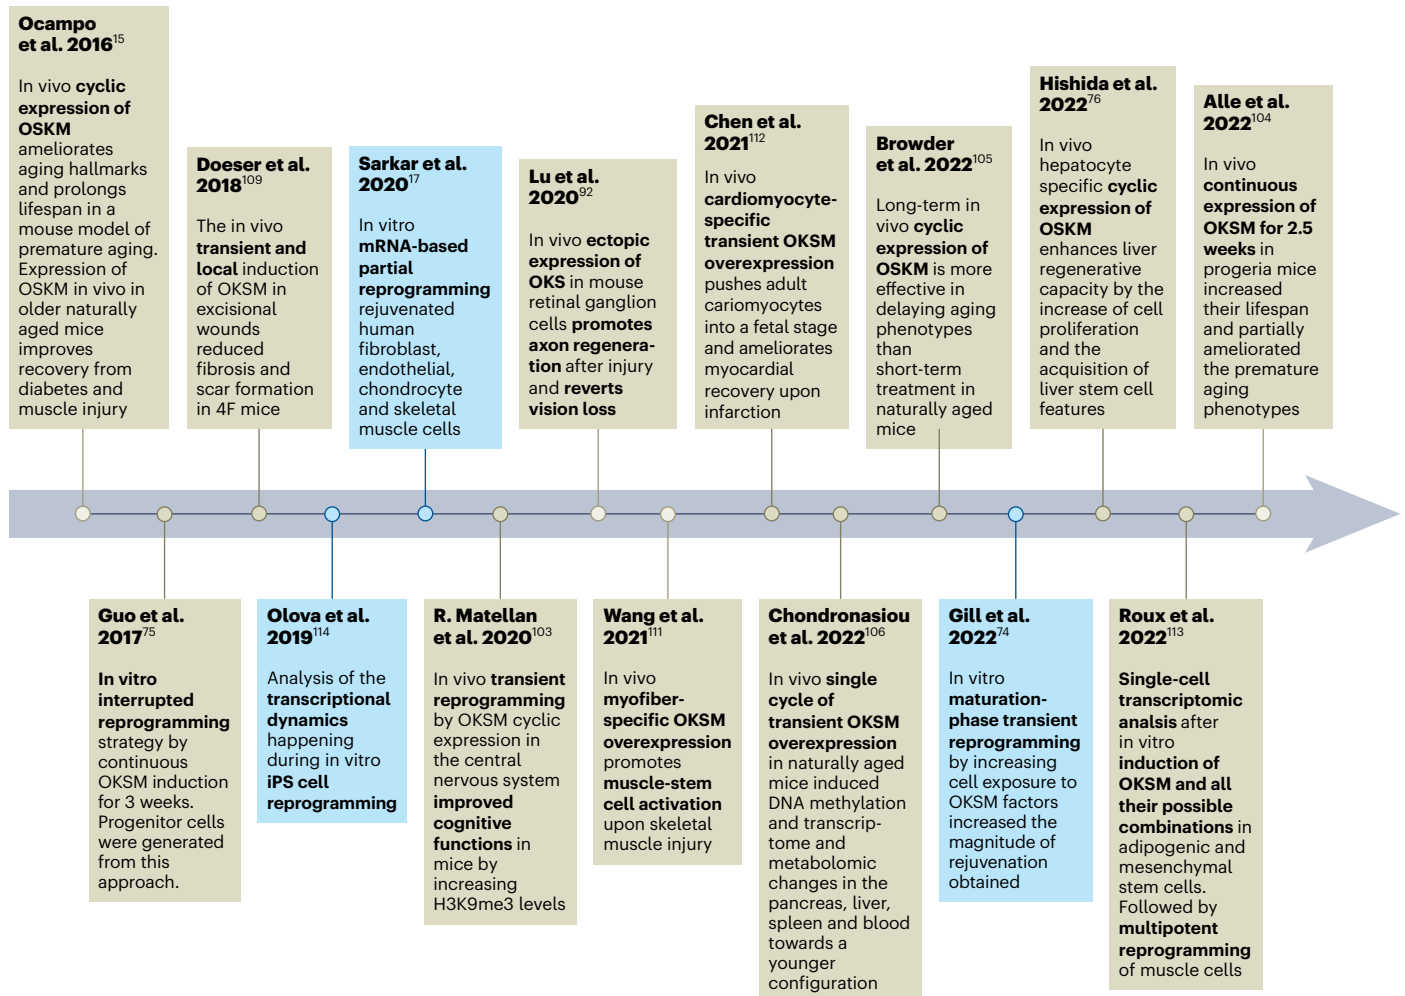 Ocampo
et al. 201615
In vivo cyclic
expression of
OSKM
ameliorates
aging hallmarks
and prolongs
lifespan in a
mouse model of
premature aging.
Expression of
OSKM in vivo in
older naturally
aged mice
improves
recovery from
diabetes and
muscle injury
Doeser et al.
2018109
The in vivo
transient and
local induction
of OKSM in
excisional
wounds
reduced
fibrosis and
scar formation
in 4F mice
Sarkar et al.
202017
In vitro
mRNA-based
partial
reprogramming
rejuvenated
human
fibroblast,
endothelial,
chondrocyte
and skeletal
muscle cells
Lu et al.
202092
In vivo ectopic
expression of
OKS in mouse
retinal ganglion
cells promotes
axon regenera-
tion after injury
and reverts
vision loss
Chen et al.
2021112
In vivo
cardiomyocyte-
specific
transient OKSM
overexpression
pushes adult
cariomyocytes
into a fetal stage
and ameliorates
myocardial
recovery upon
infarction
Browder
et al. 2022105
Long-term in
vivo cyclic
expression of
OSKM is more
effective in
delaying aging
phenotypes
than
short-term
treatment in
naturally aged
mice
Hishida et al.
202276
In vivo
hepatocyte
specific cyclic
expression of
OSKM
enhances liver
regenerative
capacity by the
increase of cell
proliferation
and the
acquisition of
liver stem cell
features
Alle et al.
2022104
In vivo
continuous
expression of
OKSM for 2.5
weeks in
progeria mice
increased
their lifespan
and partially
ameliorated
the premature
aging
phenotypes
Guo et al.
201775
In vitro
interrupted
reprogramming
strategy by
continuous
OKSM induction
for 3 weeks.
Progenitor cells
were generated
from this
approach.
Olova et al.
2019114
Analysis of the
transcriptional
dynamics
happening
during in vitro
iPS cell
reprogramming
R. Matellan
et al. 2020103
In vivo transient
reprogramming
by OKSM cyclic
expression in
the central
nervous system
improved
cognitive
functions in
mice by
increasing
H3K9me3 levels
Wang et al.
2021111
In vivo
myofiber-
specific OKSM
overexpression
promotes
muscle-stem
cell activation
upon skeletal
muscle injury
Chondronasiou
et al. 2022106
In vivo single
cycle of
transient OKSM
overexpression
in naturally aged
mice induced
DNA methylation
and transcrip-
tome and
metabolomic
changes in the
pancreas, liver,
spleen and blood
towards a
younger
configuration
Gill et al.
202274
In vitro
maturation-
phase transient
reprogramming
by increasing
cell exposure to
OKSM factors
increased the
magnitude of
rejuvenation
obtained
Roux et al.
2022113
Single-cell
transcriptomic
analsis after
in vitro
induction of
OKSM and all
their possible
combinations in
adipogenic and
mesenchymal
stem cells.
Followed by
multipotent
reprogramming
of muscle cells